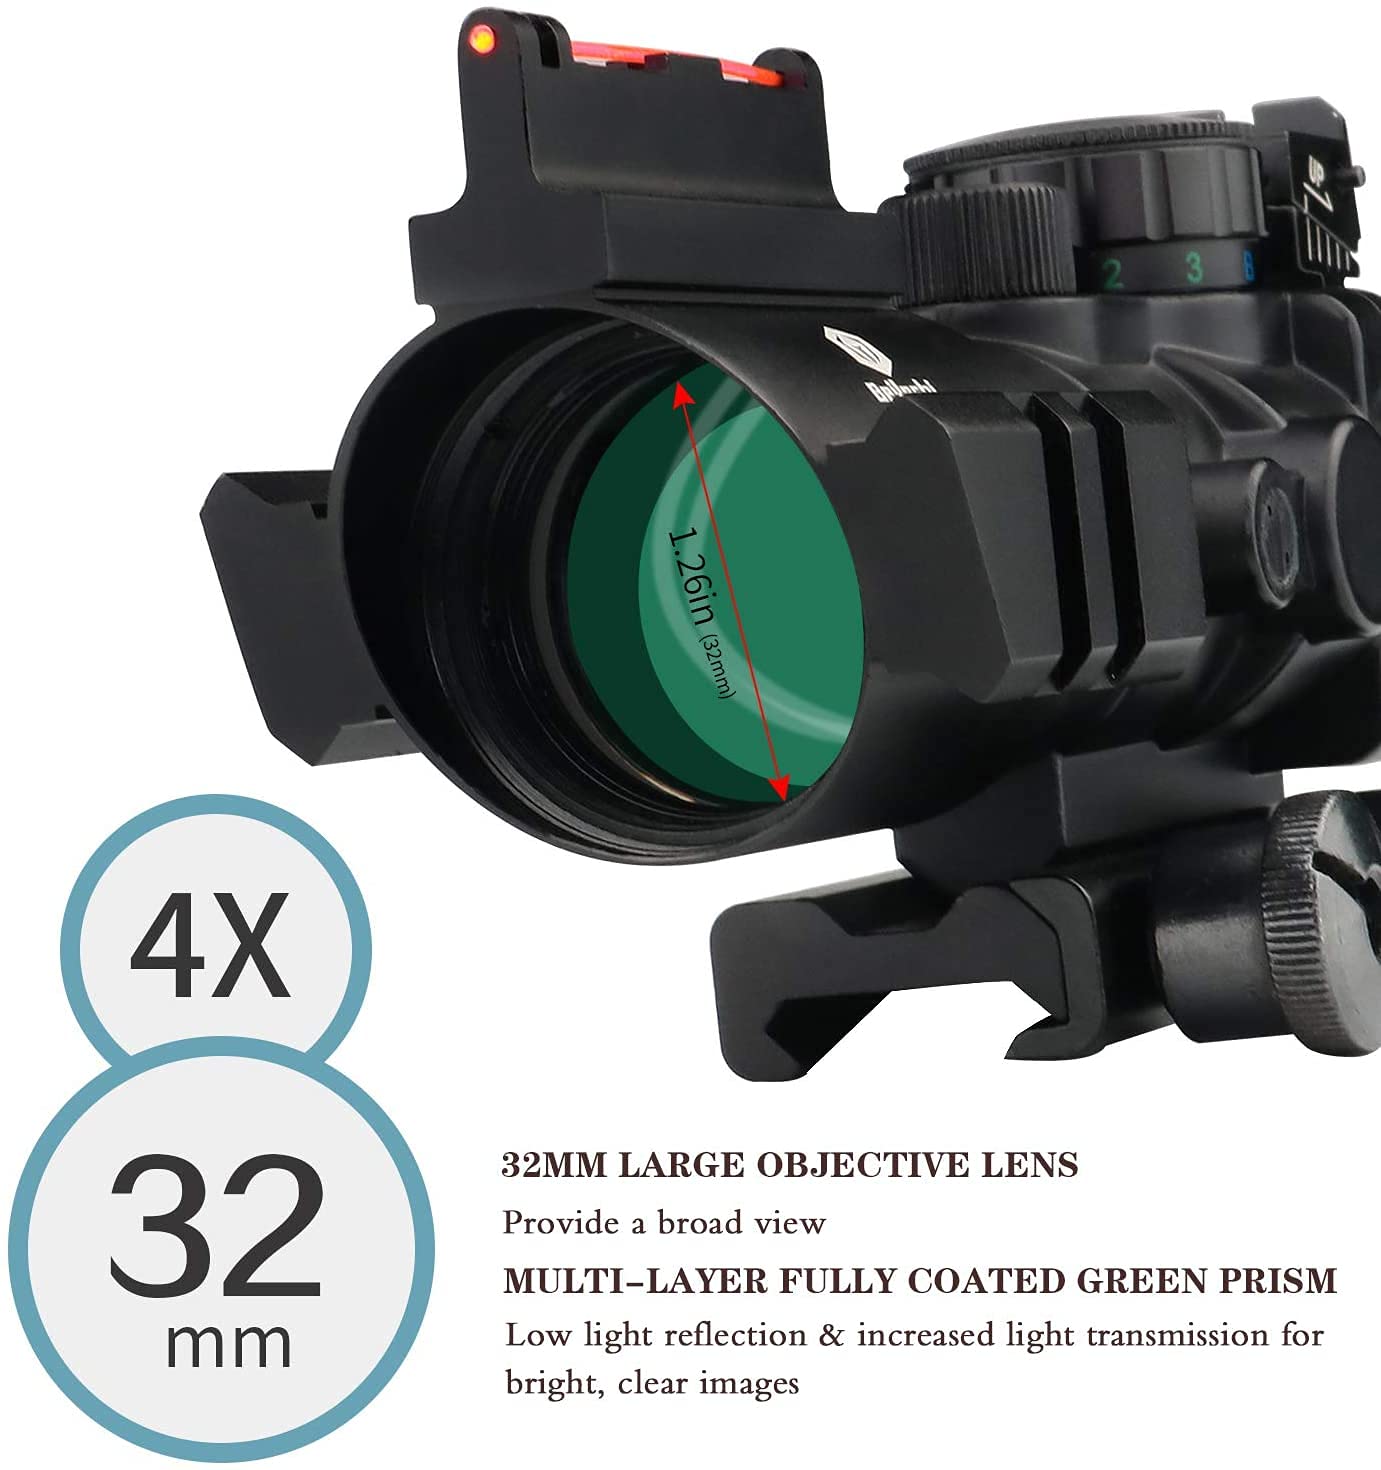 UP
2 3
1.26in (32mm)
4X
32
mm
32MM LARGE OBJECTIVE LENS
Provide a broad view
MULTI-LAYER FULLY COATED GREEN PRISM
Low light reflection & increased light transmission for
bright, clear images